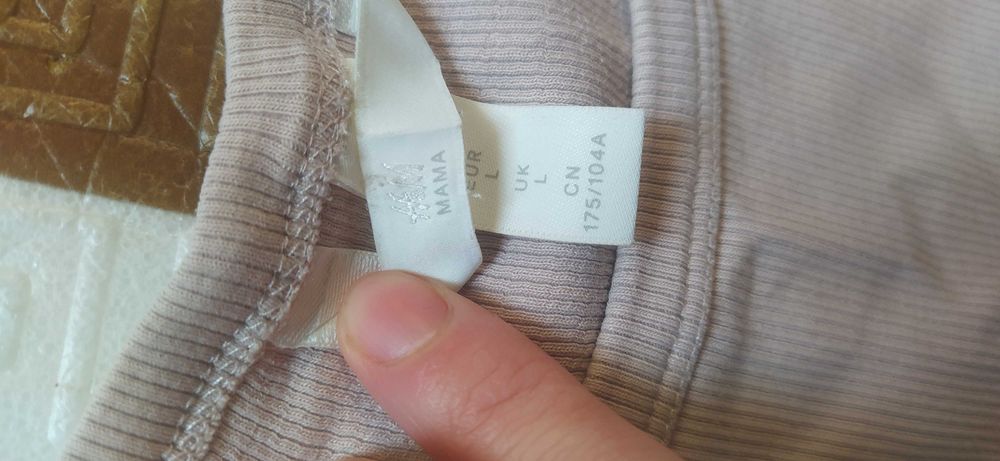 H&M
MAMA
EUR
L
UK
L
CN
175/104A